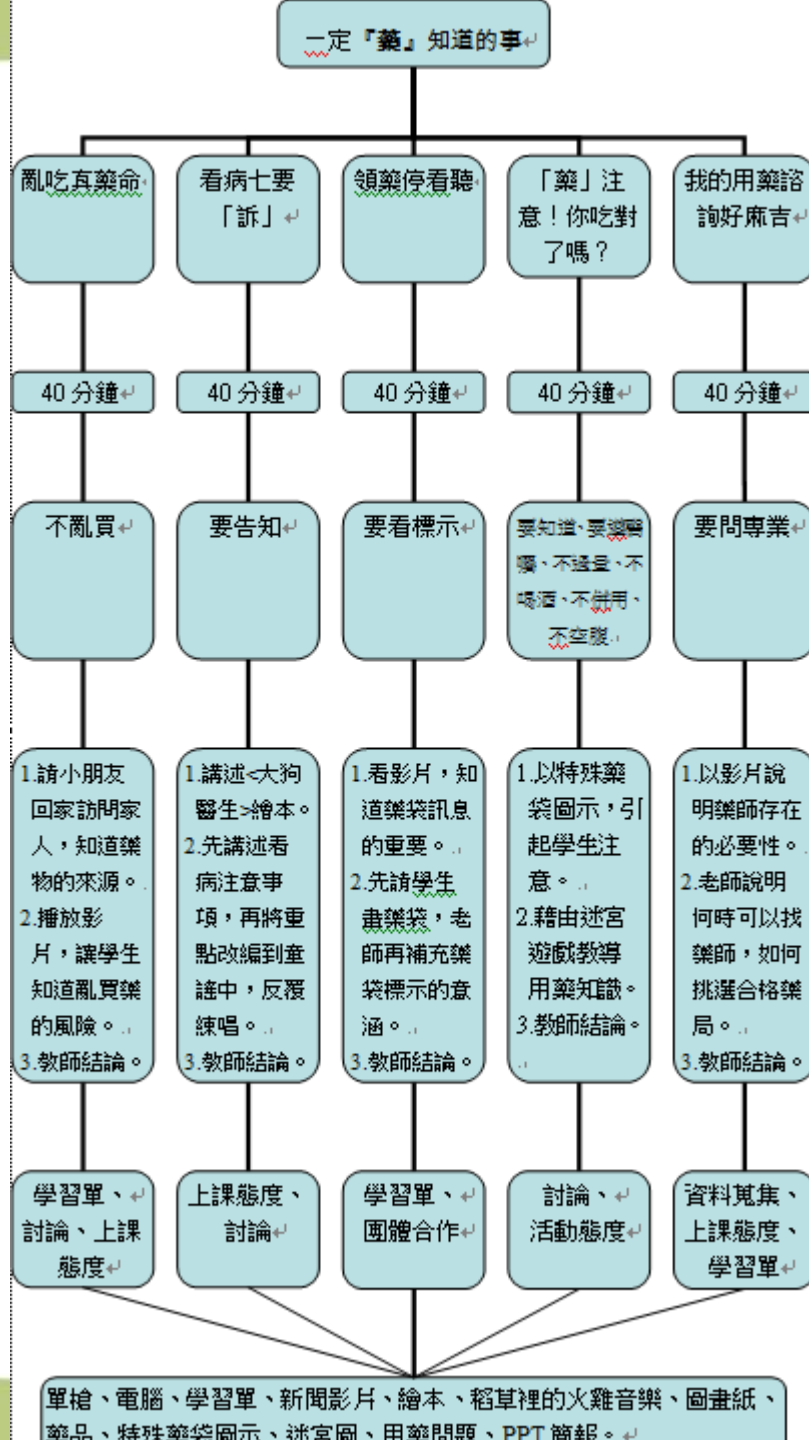 一定『藥』知道的事
亂吃真藥命
看病七要
「訴」
領藥停看聽
「藥」注
意！你吃對
了嗎？
我的用藥諮
詢好麻吉
40 分鐘
40 分鐘
40 分鐘
40 分鐘
40 分鐘
不亂買
要告知
要看標示
要知道、要遵醫
囑、不過量、不
喝酒、不併用、
不空腹
要問專業
1.請小朋友
回家訪問家
人，知道藥
物的來源。
2.播放影
片，讓學生
知道亂買藥
的風險。
3.教師結論。
1.講述<大狗
醫生>繪本。
2.先講述看
病注意事
項，再將重
點改編到童
謠中，反覆
練唱。
3.教師結論。
1.看影片，知
道藥袋訊息
的重要。
2.先請學生
畫藥袋，老
師再補充藥
袋標示的意
涵。
3.教師結論。
1.以特殊藥
袋圖示，引
起學生注
意。
2.藉由迷宮
遊戲教導
用藥知識。
3.教師結論。
1.以影片說
明藥師存在
的必要性。
2.老師說明
何時可以找
藥師，如何
挑選合格藥
局。
3.教師結論。
學習單、
討論、上課
態度
上課態度、
討論
學習單、
團體合作
討論、
活動態度
資料蒐集、
上課態度、
學習單
單槍、電腦、學習單、新聞影片、繪本、稻草裡的火雞音樂、圖畫紙、
藥品、特殊藥袋圖示、迷宮圖、用藥問題、PPT 簡報。